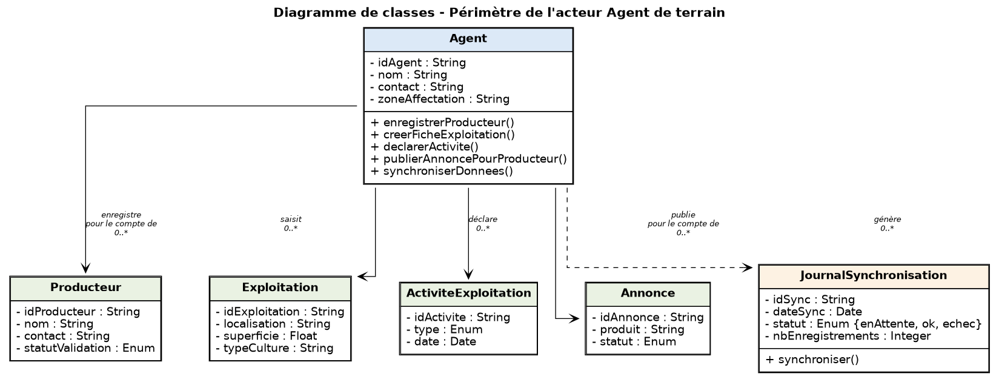 Diagramme de classes - Périmètre de l'acteur Agent de terrain
Agent
- idAgent : String
- nom : String
- contact : String
- zoneAffectation : String
+ enregistrerProducteur()
+ creerFicheExploitation()
+ declarerActivite()
+ publierAnnoncePourProducteur()
+ synchroniserDonnees()
enregistre
pour le compte de
0..*
saisit
0..*
déclare
0..*
publie
pour le compte de
0..*
génère
0..*
Producteur
- idProducteur : String
- nom : String
- contact : String
- statutValidation : Enum
Exploitation
- idExploitation : String
- localisation : String
- superficie : Float
- typeCulture : String
ActiviteExploitation
- idActivite : String
- type : Enum
- date : Date
Annonce
- idAnnonce : String
- produit : String
- statut : Enum
JournalSynchronisation
- idSync : String
- dateSync : Date
- statut : Enum {enAttente, ok, echec}
- nbEnregistrements : Integer
+ synchroniser()